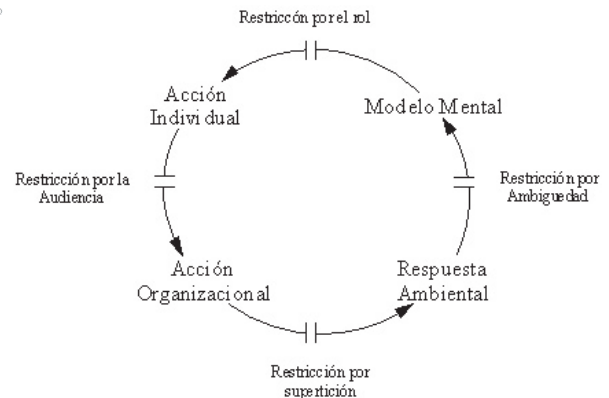 Restriccón por el rol
Acción
Individual
Modelo Mental
Restricción por la
Audiencia
Restricción por
Ambiguedad
Acción
Organizacional
Respuesta
Ambiental
Restricción por
supertición